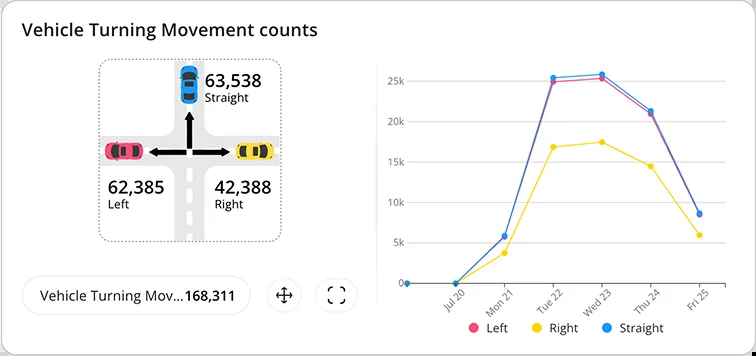 Vehicle Turning Movement counts
63,538
Straight
62,385
Left
42,388
Right
Vehicle Turning Mov...168,311
25k
20k
15k
10k
5k
0
Jul 20
Mon 21
Tue 22
Wed 23
Thu 24
Fri 25
Left
Right
Straight